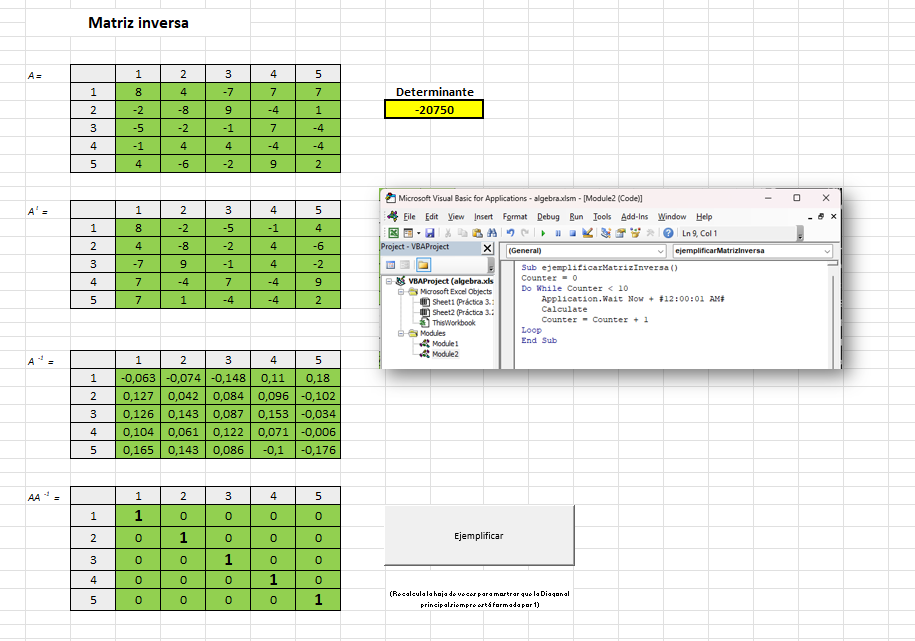 Matriz inversa
A =
1 2 3 4 5
1 8 4 -7 7 7
2 -2 -8 9 -4 1
3 -5 -2 -1 7 -4
4 -1 4 4 -4 -4
5 4 -6 -2 9 2
Determinante
-20750
A t =
1 2 3 4 5
1 8 -2 -5 -1 4
2 4 -8 -2 4 -6
3 -7 9 -1 4 -2
4 7 -4 7 -4 9
5 7 1 -4 -4 2
Microsoft Visual Basic for Applications - algebra.xlsm - [Module2 (Code)]
File Edit View Insert Format Debug Run Tools Add-Ins Window Help
Ln 9, Col 1
Project - VBAProject
VBAProject (algebra.xls
Microsoft Excel Objects
Sheet1 (Práctica 3.
Sheet2 (Práctica 3.2
ThisWorkbook
Modules
Module1
Module2
(General) ejemplificarMatrizInversa
Sub ejemplificarMatrizInversa()
Counter = 0
Do While Counter < 10
Application.Wait Now + #12:00:01 AM#
Calculate
Counter = Counter + 1
Loop
End Sub
A -1 =
1 2 3 4 5
1 -0,063 -0,074 -0,148 0,11 0,18
2 0,127 0,042 0,084 0,096 -0,102
3 0,126 0,143 0,087 0,153 -0,034
4 0,104 0,061 0,122 0,071 -0,006
5 0,165 0,143 0,086 -0,1 -0,176
AA -1 =
1 2 3 4 5
1 1 0 0 0 0
2 0 1 0 0 0
3 0 0 1 0 0
4 0 0 0 1 0
5 0 0 0 0 1
Ejemplificar
(Recalcula la hoja de veces para mostrar que la Diagonal
principal siempre está formada por 1)